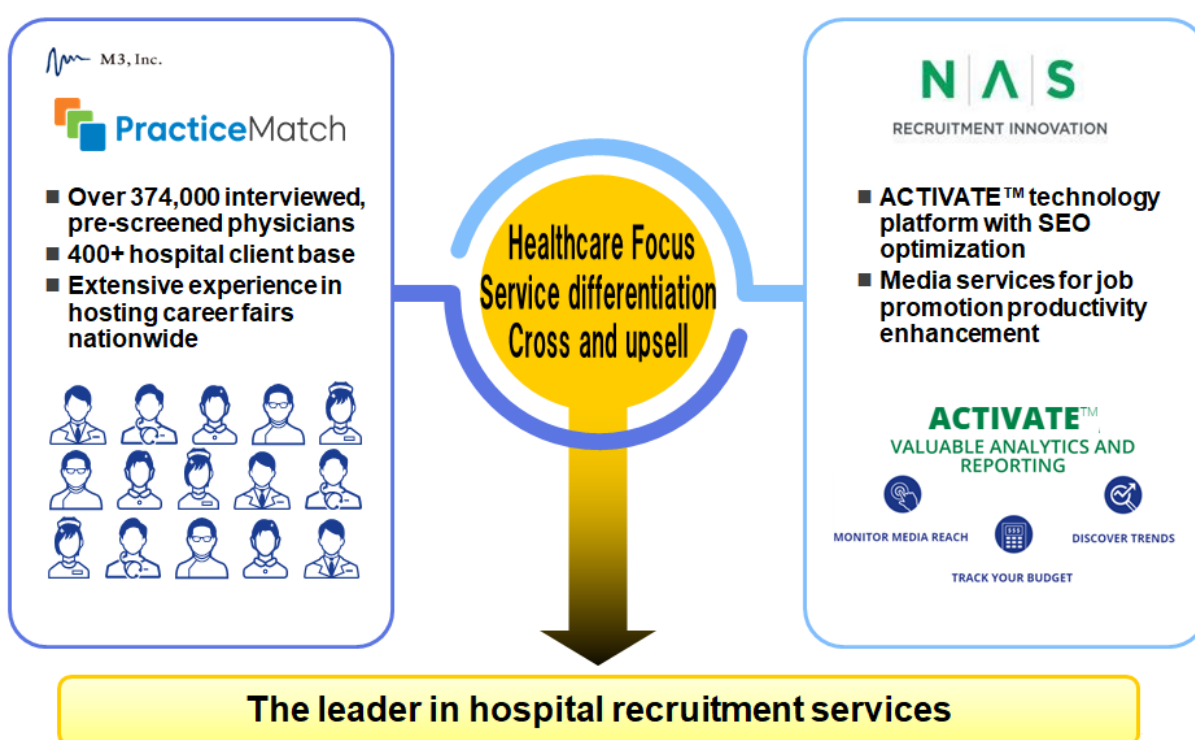 M3, Inc.
PracticeMatch
■ Over 374,000 interviewed,
pre-screened physicians
■ 400+ hospital client base
■ Extensive experience in
hosting career fairs
nationwide
Healthcare Focus
Service differentiation
Cross and upsell
N|Λ|S
RECRUITMENT INNOVATION
■ ACTIVATE™ technology
platform with SEO
optimization
■ Media services for job
promotion productivity
enhancement
ACTIVATE™
VALUABLE ANALYTICS AND
REPORTING
MONITOR MEDIA REACH
$$$
TRACK YOUR BUDGET
DISCOVER TRENDS
The leader in hospital recruitment services